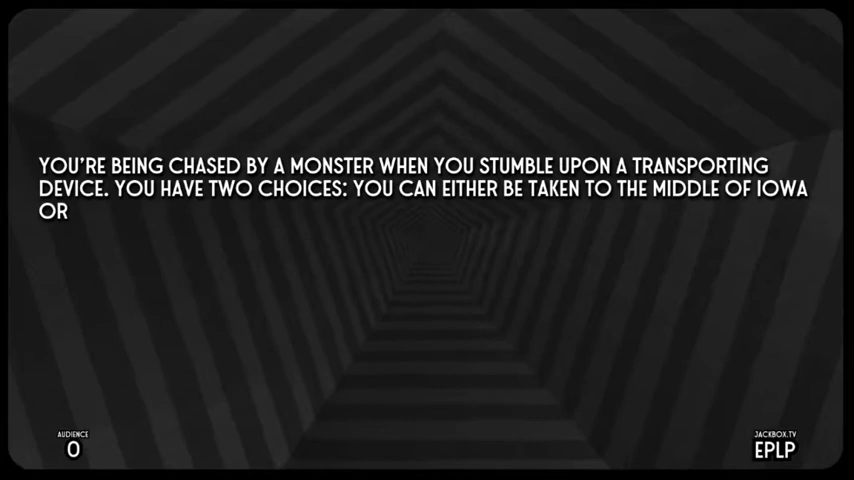 YOU'RE BEING CHASED BY A MONSTER WHEN YOU STUMBLE UPON A TRANSPORTING
DEVICE. YOU HAVE TWO CHOICES: YOU CAN EITHER BE TAKEN TO THE MIDDLE OF IOWA
OR
AUDIENCE
0
JACKBOX.TV
EPLP